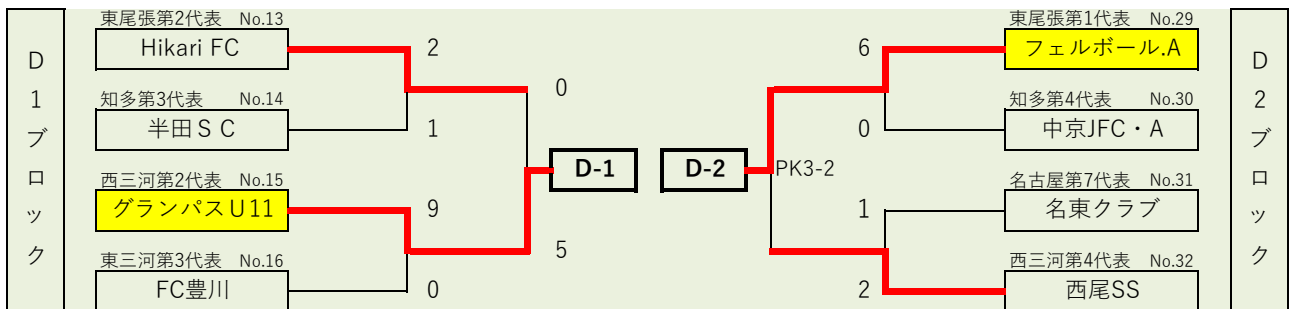 D1ブロック
東尾張第2代表 No.13
Hikari FC
2
知多第3代表 No.14
半田ＳＣ
1
0
西三河第2代表 No.15
グランパスＵ11
9
東三河第3代表 No.16
FC豊川
0
5
D-1
D-2
PK3-2
東尾張第1代表 No.29
フェルボール.A
6
知多第4代表 No.30
中京JFC・A
0
名古屋第7代表 No.31
名東クラブ
1
西三河第4代表 No.32
西尾SS
2
D2ブロック